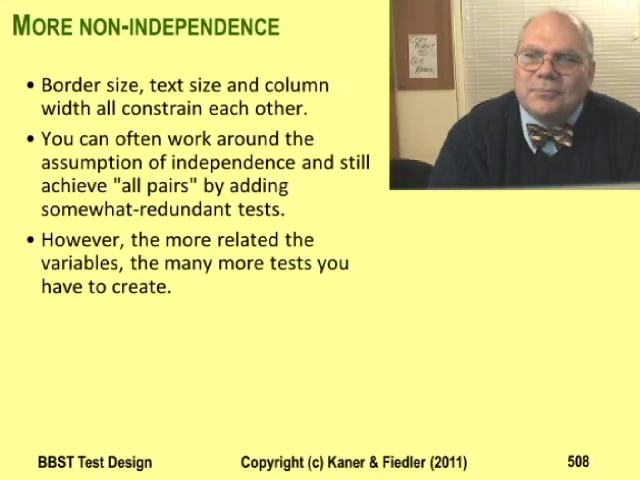 MORE NON-INDEPENDENCE
• Border size, text size and column
width all constrain each other.
• You can often work around the
assumption of independence and still
achieve "all pairs" by adding
somewhat-redundant tests.
• However, the more related the
variables, the many more tests you
have to create.
BBST Test Design
Copyright (c) Kaner & Fiedler (2011)
508